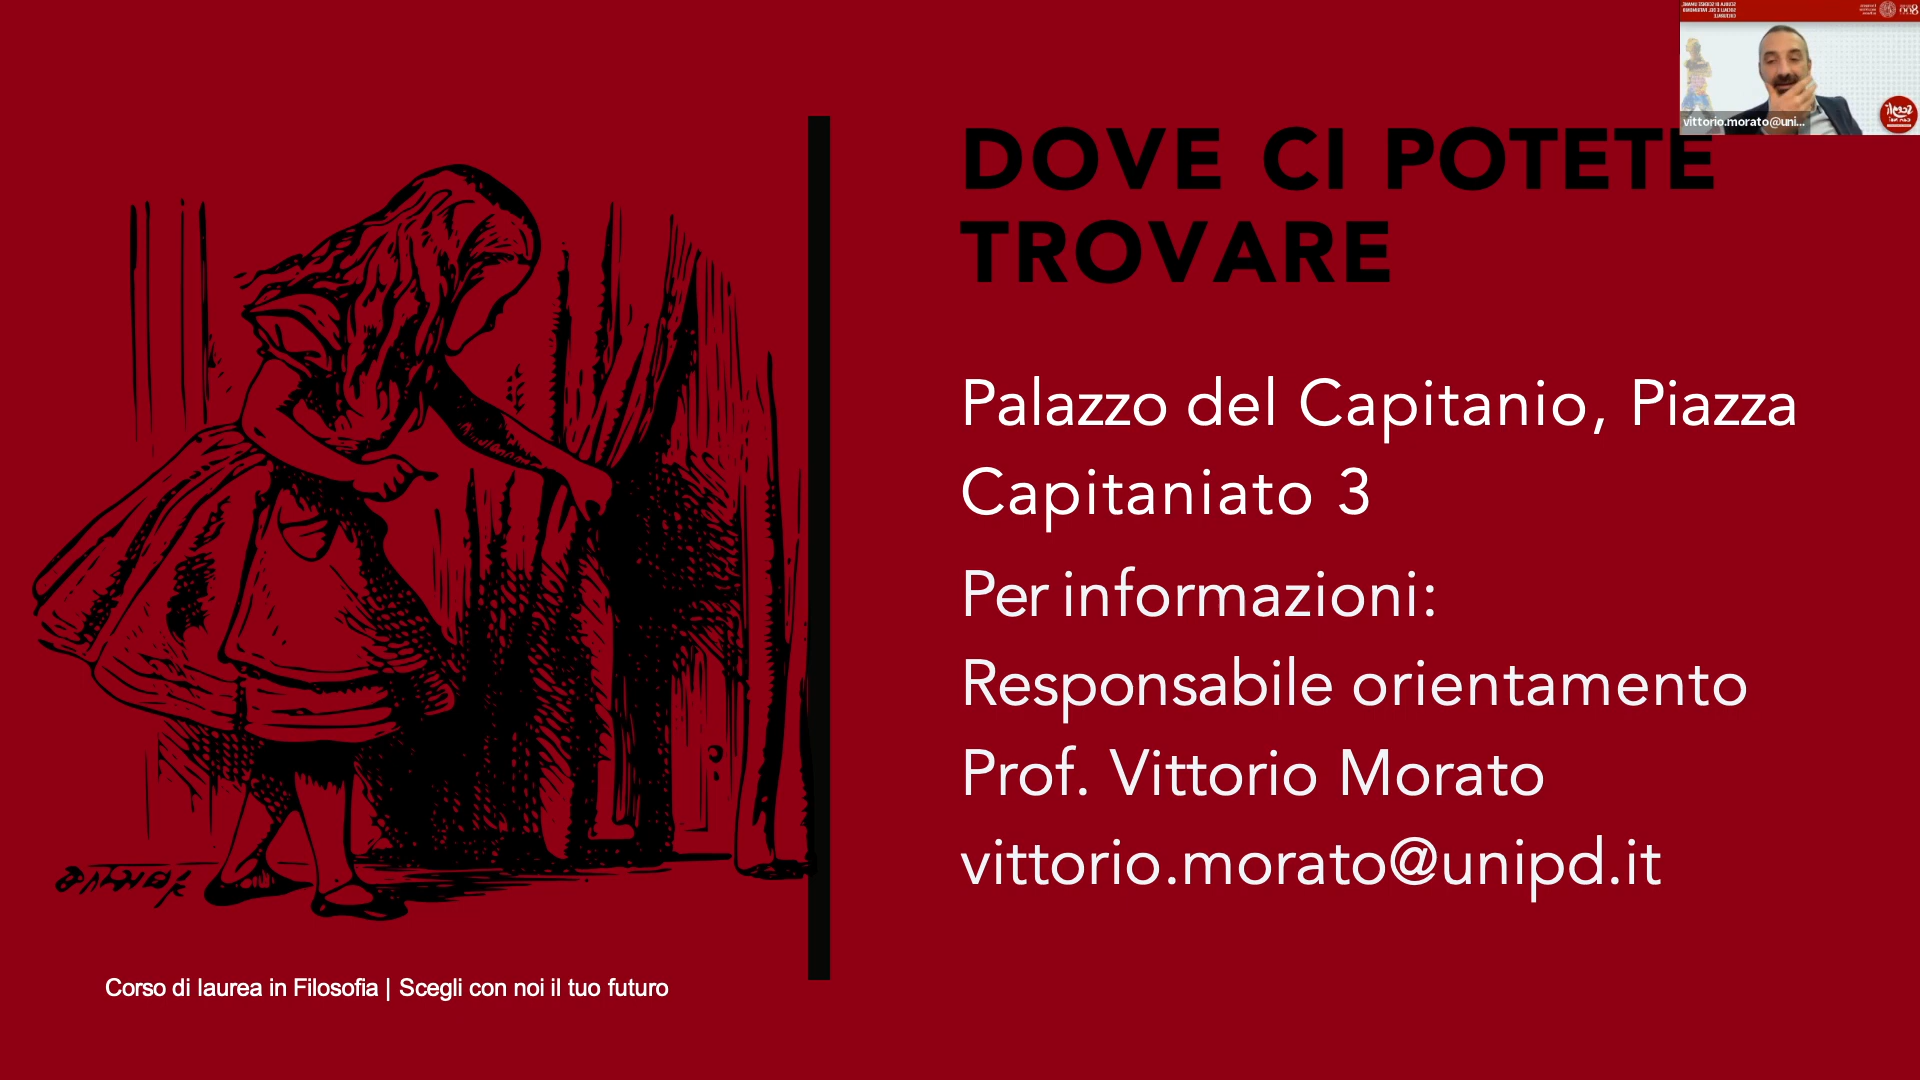 vittorio.morato@uni...
DOVE CI POTETE
TROVARE
Palazzo del Capitanio, Piazza
Capitaniato 3
Per informazioni:
Responsabile orientamento
Prof. Vittorio Morato
vittorio.morato@unipd.it
Corso di laurea in Filosofia | Scegli con noi il tuo futuro